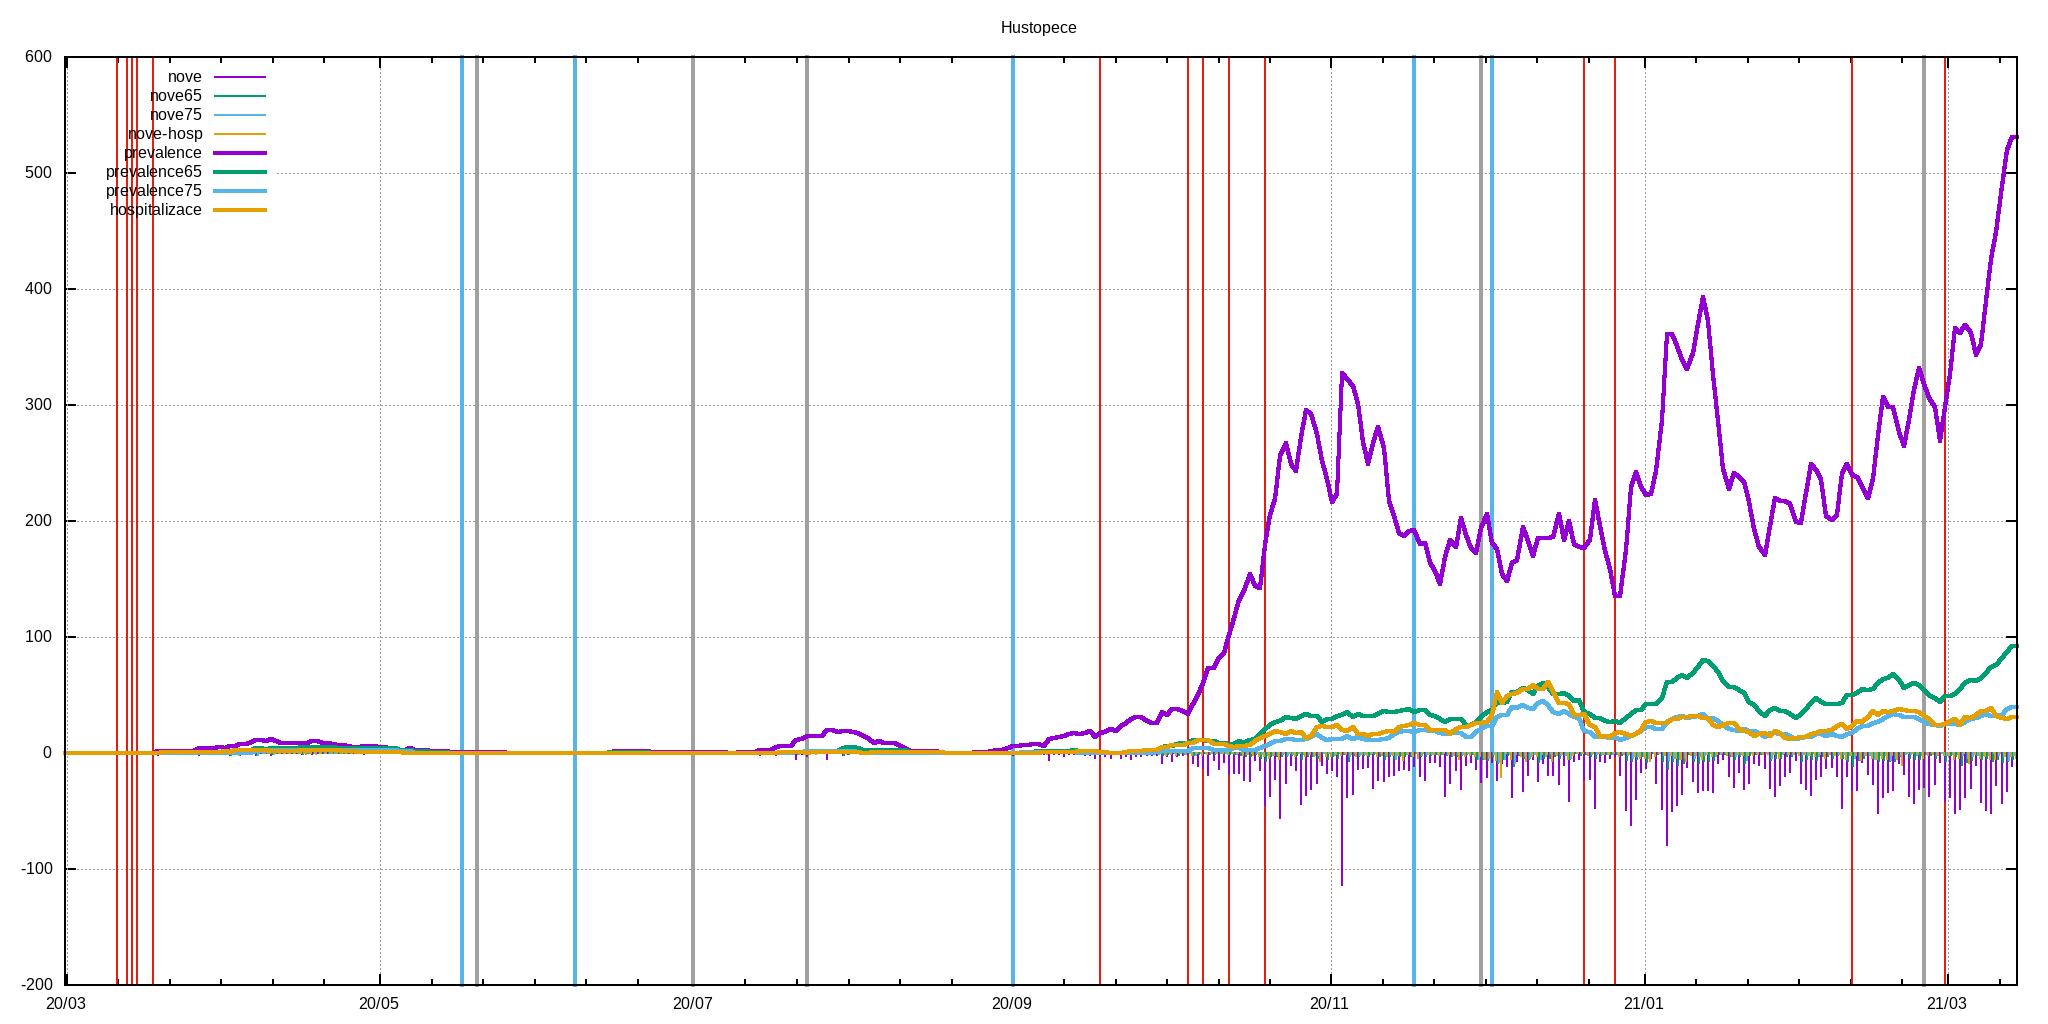 Hustopece
600
500
400
300
200
100
0
-100
-200
nove
nove65
nove75
nove-hosp
prevalence
prevalence65
prevalence75
hospitalizace
20/03
20/05
20/07
20/09
20/11
21/01
21/03